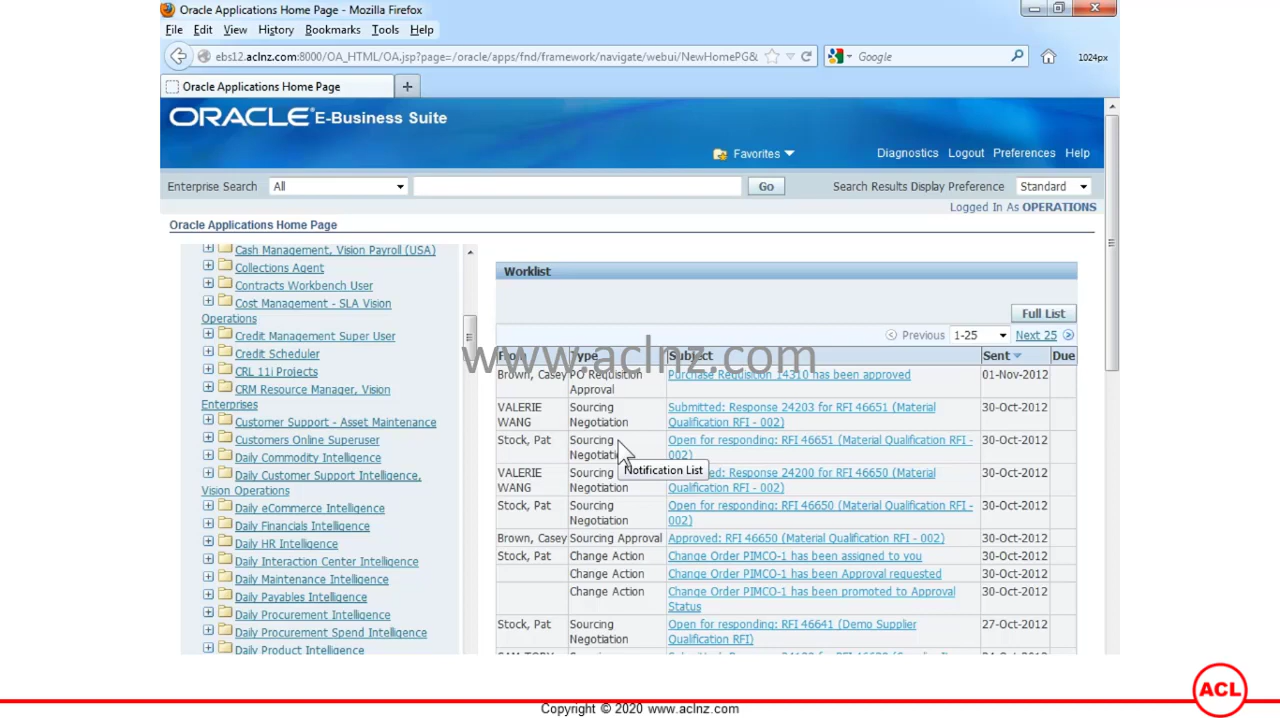 Oracle Applications Home Page - Mozilla Firefox
File Edit View History Bookmarks Tools Help
ebs12.aclnz.com:8000/OA_HTML/OA.jsp?page=/oracle/apps/fnd/framework/navigate/webui/NewHomePG& Google 1024px
Oracle Applications Home Page
ORACLE® E-Business Suite
Favorites Diagnostics Logout Preferences Help
Enterprise Search All Go Search Results Display Preference Standard
Logged In As OPERATIONS
Oracle Applications Home Page
Cash Management, Vision Payroll (USA)
Collections Agent
Contracts Workbench User
Cost Management - SLA Vision
Operations
Credit Management Super User
Credit Scheduler
CRL 11i Projects
CRM Resource Manager, Vision
Enterprises
Customer Support - Asset Maintenance
Customers Online Superuser
Daily Commodity Intelligence
Daily Customer Support Intelligence,
Vision Operations
Daily eCommerce Intelligence
Daily Financials Intelligence
Daily HR Intelligence
Daily Interaction Center Intelligence
Daily Maintenance Intelligence
Daily Payables Intelligence
Daily Procurement Intelligence
Daily Procurement Spend Intelligence
Daily Product Intelligence
Worklist
Full List
Previous 1-25 Next 25
www.aclnz.com
From Type Subject Sent Due
Brown, Casey PO Requisition Purchase Requisition 14310 has been approved 01-Nov-2012
Approval
VALERIE Sourcing Submitted: Response 24203 for RFI 46651 (Material 30-Oct-2012
WANG Negotiation Qualification RFI - 002)
Stock, Pat Sourcing Open for responding: RFI 46651 (Material Qualification RFI - 30-Oct-2012
002)
Notification List
VALERIE Sourcing Response 24200 for RFI 46650 (Material 30-Oct-2012
WANG Negotiation Qualification RFI - 002)
Stock, Pat Sourcing Open for responding: RFI 46650 (Material Qualification RFI - 30-Oct-2012
Negotiation 002)
Brown, Casey Sourcing Approval Approved: RFI 46650 (Material Qualification RFI - 002) 30-Oct-2012
Stock, Pat Change Action Change Order PIMCO-1 has been assigned to you 30-Oct-2012
Change Action Change Order PIMCO-1 has been Approval requested 30-Oct-2012
Change Action Change Order PIMCO-1 has been promoted to Approval 30-Oct-2012
Status
Stock, Pat Sourcing Open for responding: RFI 46641 (Demo Supplier 27-Oct-2012
Negotiation Qualification RFI)
ACL
Copyright © 2020 www.aclnz.com